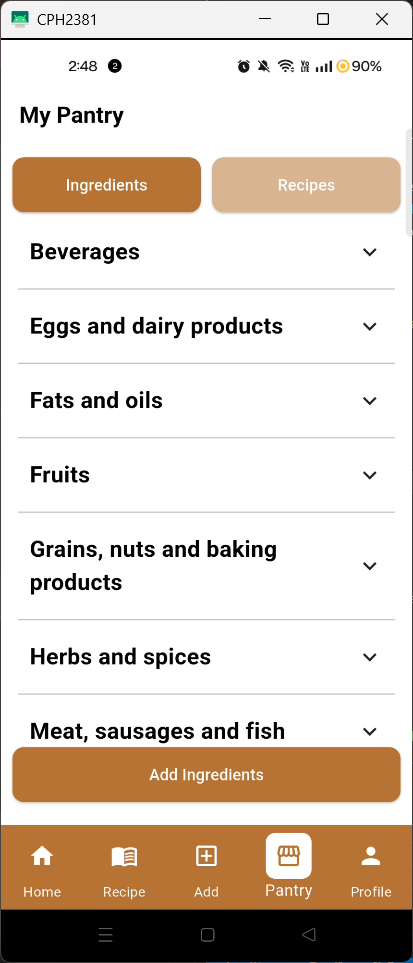 CPH2381
2:48 2 90%
My Pantry
Ingredients Recipes
Beverages
Eggs and dairy products
Fats and oils
Fruits
Grains, nuts and baking
products
Herbs and spices
Meat, sausages and fish
Add Ingredients
Home Recipe Add Pantry Profile